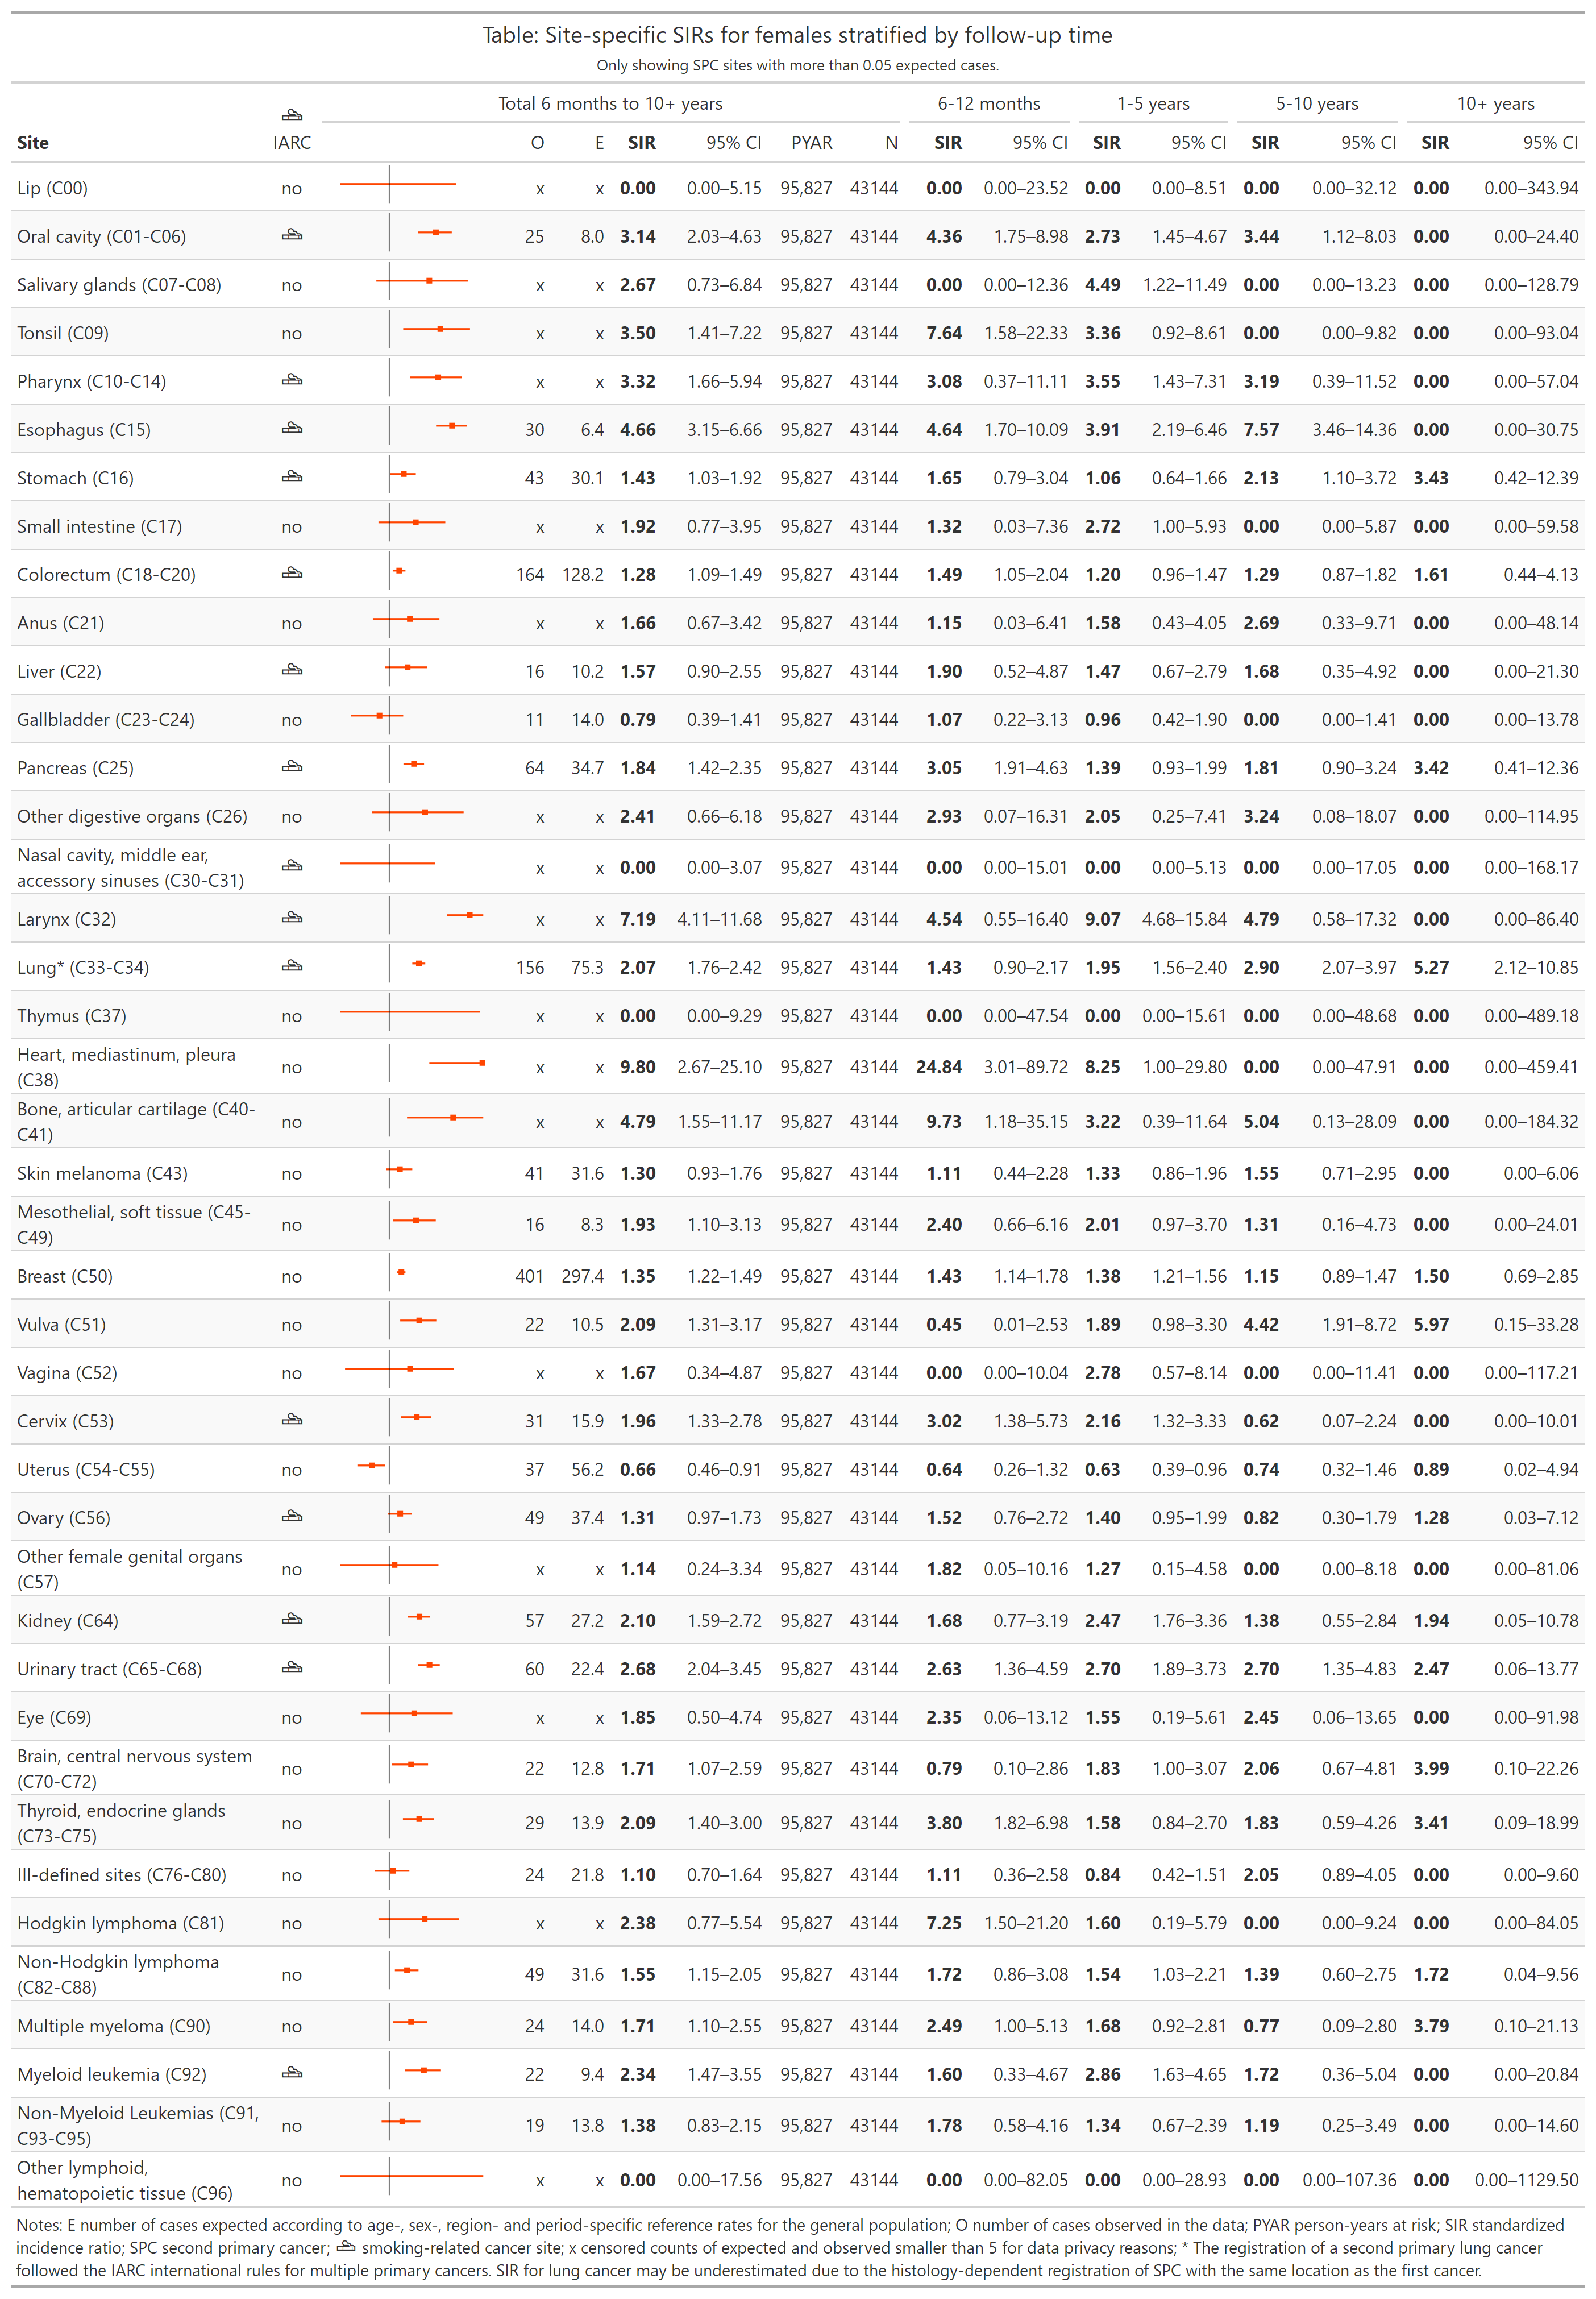 Table: Site-specific SIRs for females stratified by follow-up time
Only showing SPC sites with more than 0.05 expected cases.
Total 6 months to 10+ years 6-12 months 1-5 years 5-10 years 10+ years
Site IARC O E SIR 95% CI PYAR N SIR 95% CI SIR 95% CI SIR 95% CI SIR 95% CI
Lip (C00) no x x 0.00 0.00–5.15 95,827 43144 0.00 0.00–23.52 0.00 0.00–8.51 0.00 0.00–32.12 0.00 0.00–343.94
Oral cavity (C01-C06) 25 8.0 3.14 2.03–4.63 95,827 43144 4.36 1.75–8.98 2.73 1.45–4.67 3.44 1.12–8.03 0.00 0.00–24.40
Salivary glands (C07-C08) no x x 2.67 0.73–6.84 95,827 43144 0.00 0.00–12.36 4.49 1.22–11.49 0.00 0.00–13.23 0.00 0.00–128.79
Tonsil (C09) no x x 3.50 1.41–7.22 95,827 43144 7.64 1.58–22.33 3.36 0.92–8.61 0.00 0.00–9.82 0.00 0.00–93.04
Pharynx (C10-C14) x x 3.32 1.66–5.94 95,827 43144 3.08 0.37–11.11 3.55 1.43–7.31 3.19 0.39–11.52 0.00 0.00–57.04
Esophagus (C15) 30 6.4 4.66 3.15–6.66 95,827 43144 4.64 1.70–10.09 3.91 2.19–6.46 7.57 3.46–14.36 0.00 0.00–30.75
Stomach (C16) 43 30.1 1.43 1.03–1.92 95,827 43144 1.65 0.79–3.04 1.06 0.64–1.66 2.13 1.10–3.72 3.43 0.42–12.39
Small intestine (C17) no x x 1.92 0.77–3.95 95,827 43144 1.32 0.03–7.36 2.72 1.00–5.93 0.00 0.00–5.87 0.00 0.00–59.58
Colorectum (C18-C20) 164 128.2 1.28 1.09–1.49 95,827 43144 1.49 1.05–2.04 1.20 0.96–1.47 1.29 0.87–1.82 1.61 0.44–4.13
Anus (C21) no x x 1.66 0.67–3.42 95,827 43144 1.15 0.03–6.41 1.58 0.43–4.05 2.69 0.33–9.71 0.00 0.00–48.14
Liver (C22) 16 10.2 1.57 0.90–2.55 95,827 43144 1.90 0.52–4.87 1.47 0.67–2.79 1.68 0.35–4.92 0.00 0.00–21.30
Gallbladder (C23-C24) no 11 14.0 0.79 0.39–1.41 95,827 43144 1.07 0.22–3.13 0.96 0.42–1.90 0.00 0.00–1.41 0.00 0.00–13.78
Pancreas (C25) 64 34.7 1.84 1.42–2.35 95,827 43144 3.05 1.91–4.63 1.39 0.93–1.99 1.81 0.90–3.24 3.42 0.41–12.36
Other digestive organs (C26) no x x 2.41 0.66–6.18 95,827 43144 2.93 0.07–16.31 2.05 0.25–7.41 3.24 0.08–18.07 0.00 0.00–114.95
Nasal cavity, middle ear,
accessory sinuses (C30-C31) x x 0.00 0.00–3.07 95,827 43144 0.00 0.00–15.01 0.00 0.00–5.13 0.00 0.00–17.05 0.00 0.00–168.17
Larynx (C32) x x 7.19 4.11–11.68 95,827 43144 4.54 0.55–16.40 9.07 4.68–15.84 4.79 0.58–17.32 0.00 0.00–86.40
Lung* (C33-C34) 156 75.3 2.07 1.76–2.42 95,827 43144 1.43 0.90–2.17 1.95 1.56–2.40 2.90 2.07–3.97 5.27 2.12–10.85
Thymus (C37) no x x 0.00 0.00–9.29 95,827 43144 0.00 0.00–47.54 0.00 0.00–15.61 0.00 0.00–48.68 0.00 0.00–489.18
Heart, mediastinum, pleura
(C38) no x x 9.80 2.67–25.10 95,827 43144 24.84 3.01–89.72 8.25 1.00–29.80 0.00 0.00–47.91 0.00 0.00–459.41
Bone, articular cartilage (C40-
C41) no x x 4.79 1.55–11.17 95,827 43144 9.73 1.18–35.15 3.22 0.39–11.64 5.04 0.13–28.09 0.00 0.00–184.32
Skin melanoma (C43) no 41 31.6 1.30 0.93–1.76 95,827 43144 1.11 0.44–2.28 1.33 0.86–1.96 1.55 0.71–2.95 0.00 0.00–6.06
Mesothelial, soft tissue (C45-
C49) no 16 8.3 1.93 1.10–3.13 95,827 43144 2.40 0.66–6.16 2.01 0.97–3.70 1.31 0.16–4.73 0.00 0.00–24.01
Breast (C50) no 401 297.4 1.35 1.22–1.49 95,827 43144 1.43 1.14–1.78 1.38 1.21–1.56 1.15 0.89–1.47 1.50 0.69–2.85
Vulva (C51) no 22 10.5 2.09 1.31–3.17 95,827 43144 0.45 0.01–2.53 1.89 0.98–3.30 4.42 1.91–8.72 5.97 0.15–33.28
Vagina (C52) no x x 1.67 0.34–4.87 95,827 43144 0.00 0.00–10.04 2.78 0.57–8.14 0.00 0.00–11.41 0.00 0.00–117.21
Cervix (C53) 31 15.9 1.96 1.33–2.78 95,827 43144 3.02 1.38–5.73 2.16 1.32–3.33 0.62 0.07–2.24 0.00 0.00–10.01
Uterus (C54-C55) no 37 56.2 0.66 0.46–0.91 95,827 43144 0.64 0.26–1.32 0.63 0.39–0.96 0.74 0.32–1.46 0.89 0.02–4.94
Ovary (C56) 49 37.4 1.31 0.97–1.73 95,827 43144 1.52 0.76–2.72 1.40 0.95–1.99 0.82 0.30–1.79 1.28 0.03–7.12
Other female genital organs
(C57) no x x 1.14 0.24–3.34 95,827 43144 1.82 0.05–10.16 1.27 0.15–4.58 0.00 0.00–8.18 0.00 0.00–81.06
Kidney (C64) 57 27.2 2.10 1.59–2.72 95,827 43144 1.68 0.77–3.19 2.47 1.76–3.36 1.38 0.55–2.84 1.94 0.05–10.78
Urinary tract (C65-C68) 60 22.4 2.68 2.04–3.45 95,827 43144 2.63 1.36–4.59 2.70 1.89–3.73 2.70 1.35–4.83 2.47 0.06–13.77
Eye (C69) no x x 1.85 0.50–4.74 95,827 43144 2.35 0.06–13.12 1.55 0.19–5.61 2.45 0.06–13.65 0.00 0.00–91.98
Brain, central nervous system
(C70-C72) no 22 12.8 1.71 1.07–2.59 95,827 43144 0.79 0.10–2.86 1.83 1.00–3.07 2.06 0.67–4.81 3.99 0.10–22.26
Thyroid, endocrine glands
(C73-C75) no 29 13.9 2.09 1.40–3.00 95,827 43144 3.80 1.82–6.98 1.58 0.84–2.70 1.83 0.59–4.26 3.41 0.09–18.99
Ill-defined sites (C76-C80) no 24 21.8 1.10 0.70–1.64 95,827 43144 1.11 0.36–2.58 0.84 0.42–1.51 2.05 0.89–4.05 0.00 0.00–9.60
Hodgkin lymphoma (C81) no x x 2.38 0.77–5.54 95,827 43144 7.25 1.50–21.20 1.60 0.19–5.79 0.00 0.00–9.24 0.00 0.00–84.05
Non-Hodgkin lymphoma
(C82-C88) no 49 31.6 1.55 1.15–2.05 95,827 43144 1.72 0.86–3.08 1.54 1.03–2.21 1.39 0.60–2.75 1.72 0.04–9.56
Multiple myeloma (C90) no 24 14.0 1.71 1.10–2.55 95,827 43144 2.49 1.00–5.13 1.68 0.92–2.81 0.77 0.09–2.80 3.79 0.10–21.13
Myeloid leukemia (C92) 22 9.4 2.34 1.47–3.55 95,827 43144 1.60 0.33–4.67 2.86 1.63–4.65 1.72 0.36–5.04 0.00 0.00–20.84
Non-Myeloid Leukemias (C91,
C93-C95) no 19 13.8 1.38 0.83–2.15 95,827 43144 1.78 0.58–4.16 1.34 0.67–2.39 1.19 0.25–3.49 0.00 0.00–14.60
Other lymphoid,
hematopoietic tissue (C96) no x x 0.00 0.00–17.56 95,827 43144 0.00 0.00–82.05 0.00 0.00–28.93 0.00 0.00–107.36 0.00 0.00–1129.50
Notes: E number of cases expected according to age-, sex-, region- and period-specific reference rates for the general population; O number of cases observed in the data; PYAR person-years at risk; SIR standardized
incidence ratio; SPC second primary cancer; smoking-related cancer site; x censored counts of expected and observed smaller than 5 for data privacy reasons; * The registration of a second primary lung cancer
followed the IARC international rules for multiple primary cancers. SIR for lung cancer may be underestimated due to the histology-dependent registration of SPC with the same location as the first cancer.